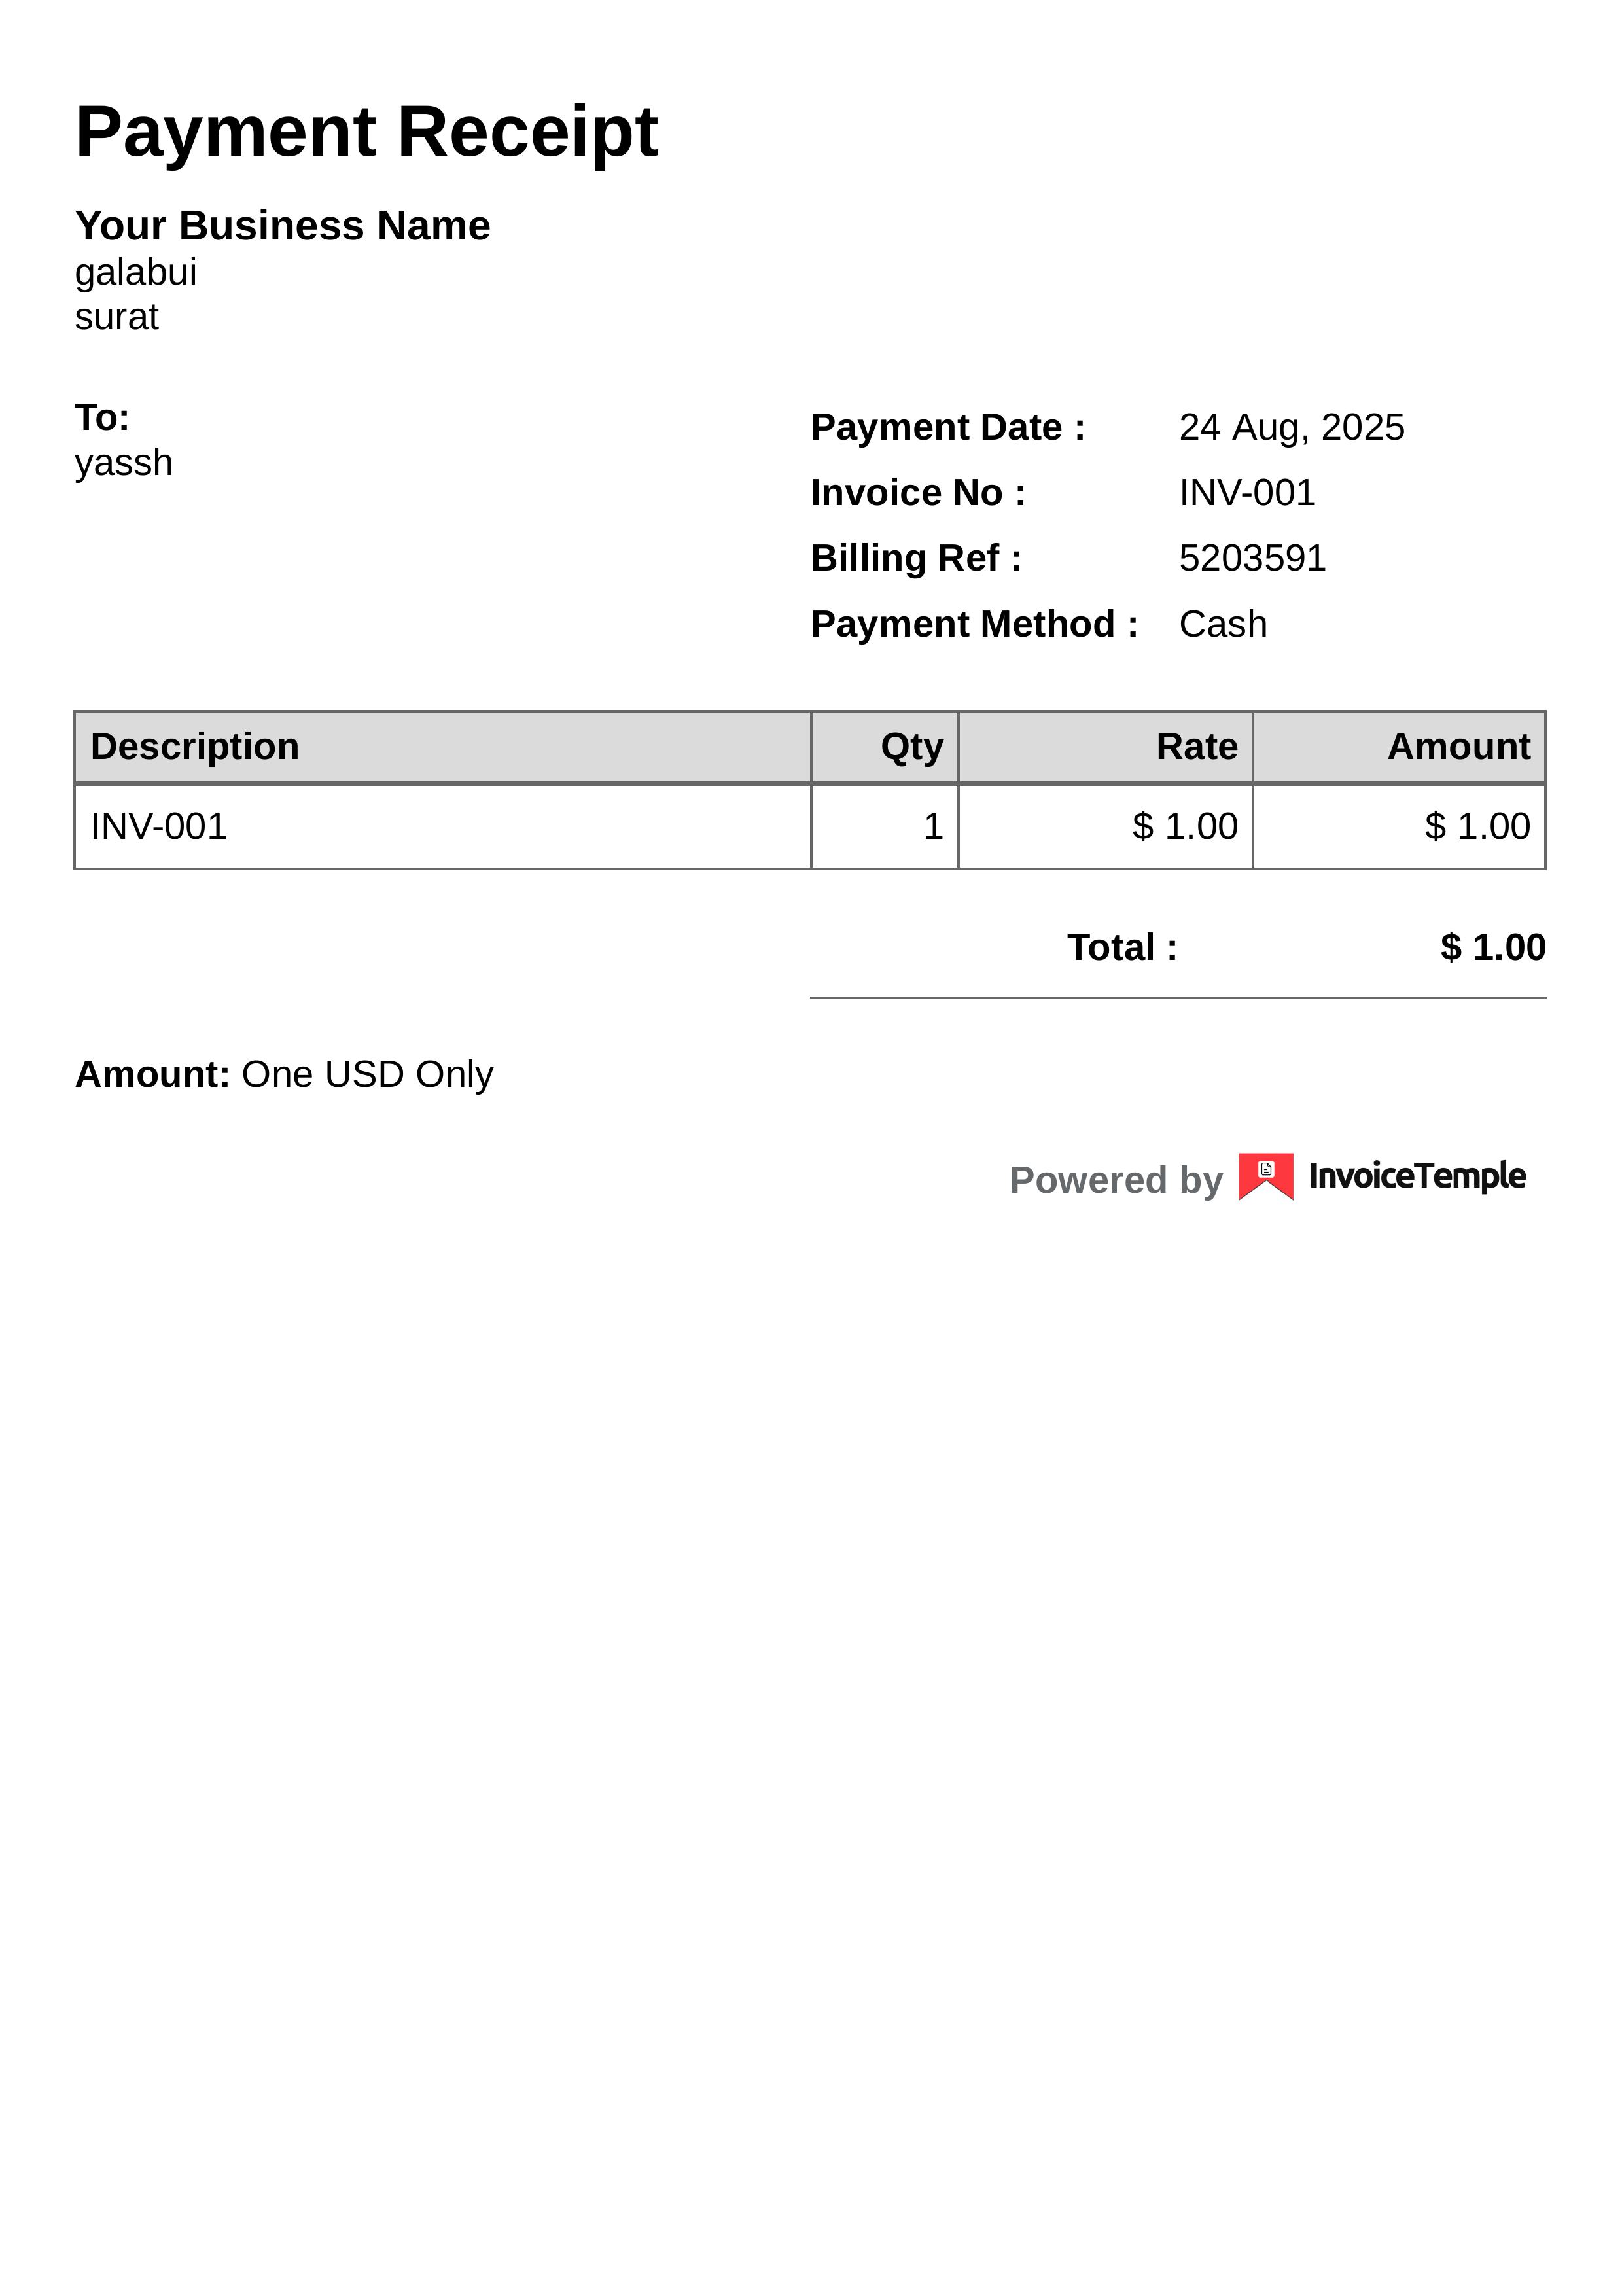 Payment Receipt
Your Business Name
galabui
surat
To:
yassh
Payment Date : 24 Aug, 2025
Invoice No : INV-001
Billing Ref : 5203591
Payment Method : Cash
Description Qty Rate Amount
INV-001 1 $ 1.00 $ 1.00
Total : $ 1.00
Amount: One USD Only
Powered by InvoiceTemple